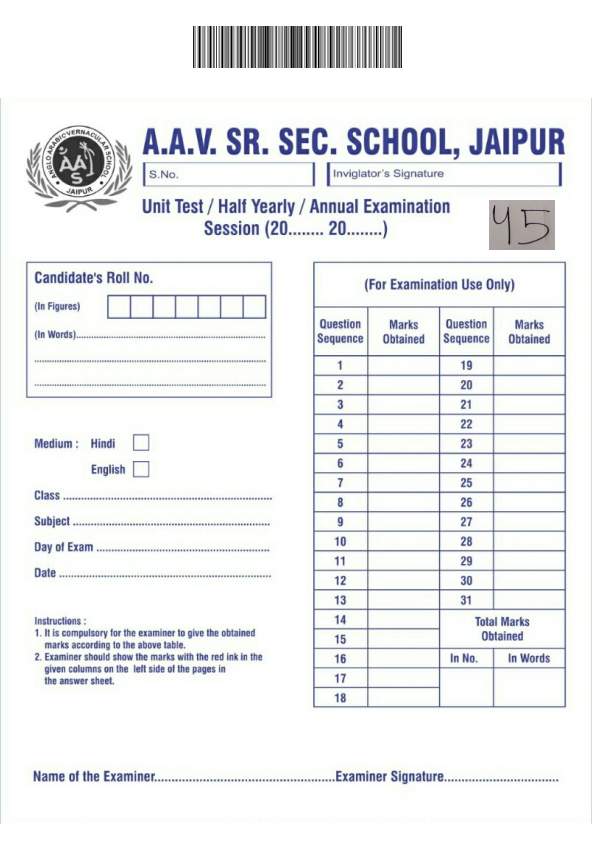 A.A.V. SR. SEC. SCHOOL, JAIPUR
ANGLO ARABIC VERNACULAR SCHOOL
AAS
JAIPUR
S.No.
Inviglator's Signature
Unit Test / Half Yearly / Annual Examination
Session (20........ 20........)
45
Candidate's Roll No.
(In Figures)
(In Words)
Medium : Hindi
English
Class
Subject
Day of Exam
Date
Instructions :
1. It is compulsory for the examiner to give the obtained
marks according to the above table.
2. Examiner should show the marks with the red ink in the
given columns on the left side of the pages in
the answer sheet.
(For Examination Use Only)
Question Sequence Marks Obtained Question Sequence Marks Obtained
1 19
2 20
3 21
4 22
5 23
6 24
7 25
8 26
9 27
10 28
11 29
12 30
13 31
14 Total Marks
15 Obtained
16 In No. In Words
17
18
Name of the Examiner Examiner Signature